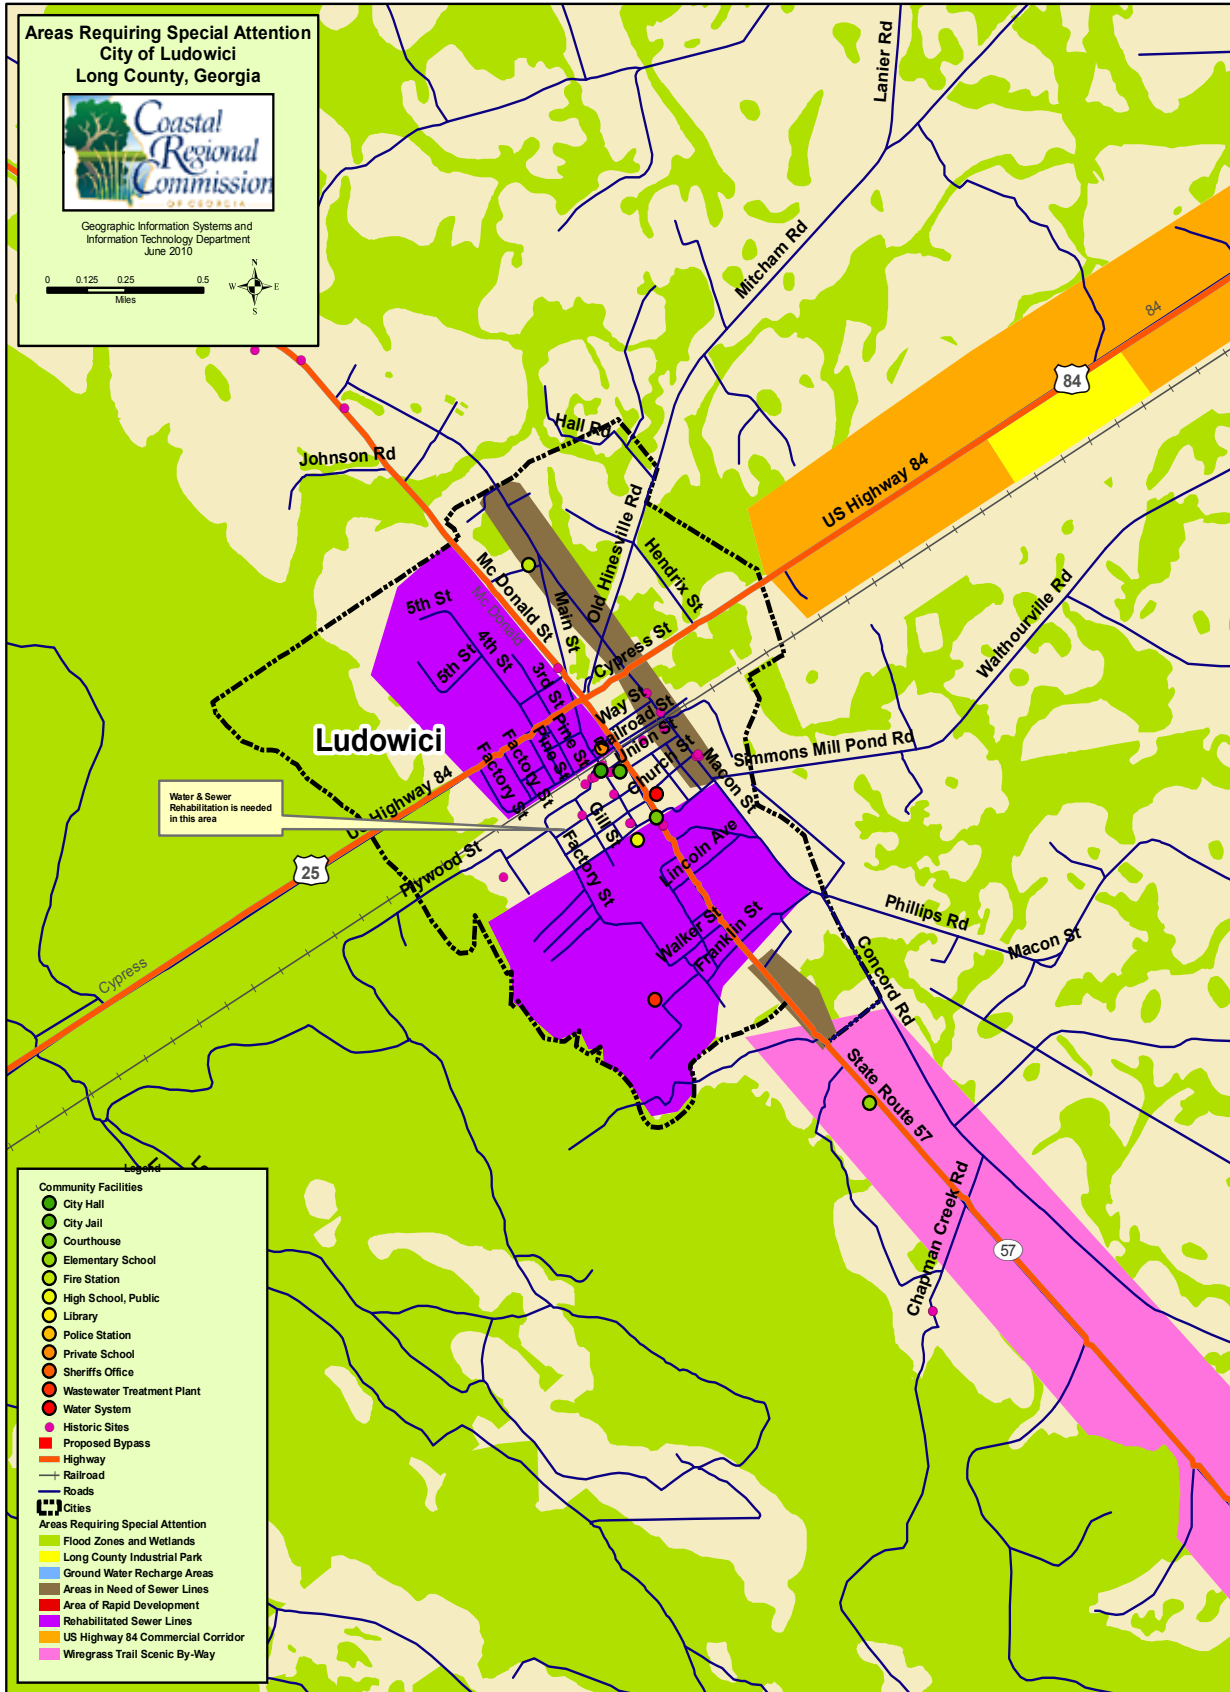 Areas Requiring Special Attention
City of Ludowici
Long County, Georgia
Coastal
Regional
Commission
OF GEORGIA
Geographic Information Systems and
Information Technology Department
June 2010
0 0.125 0.25 0.5
Miles
N
W E
S
Lanier Rd
Mitcham Rd
84
84
Hall Rd
Johnson Rd
US Highway 84
Old Hinesville Rd
Hendrix St
Mc Donald St
Mc Donald
Main St
Walthourville Rd
5th St
4th St
5th St
3rd St
Cypress St
Way St
Railroad St
Union St
Pine St
Pine St
Church St
Ludowici
Factory St
Factory St
Simmons Mill Pond Rd
Macon St
US Highway 84
Water & Sewer
Rehabilitation is needed
in this area
Gill St
Lincoln Ave
25
Plywood St
Factory St
Phillips Rd
Walker St
Franklin St
Macon St
Concord Rd
Cypress
State Route 57
Chapman Creek Rd
57
Legend
Community Facilities
City Hall
City Jail
Courthouse
Elementary School
Fire Station
High School, Public
Library
Police Station
Private School
Sheriffs Office
Wastewater Treatment Plant
Water System
Historic Sites
Proposed Bypass
Highway
Railroad
Roads
Cities
Areas Requiring Special Attention
Flood Zones and Wetlands
Long County Industrial Park
Ground Water Recharge Areas
Areas in Need of Sewer Lines
Area of Rapid Development
Rehabilitated Sewer Lines
US Highway 84 Commercial Corridor
Wiregrass Trail Scenic By-Way